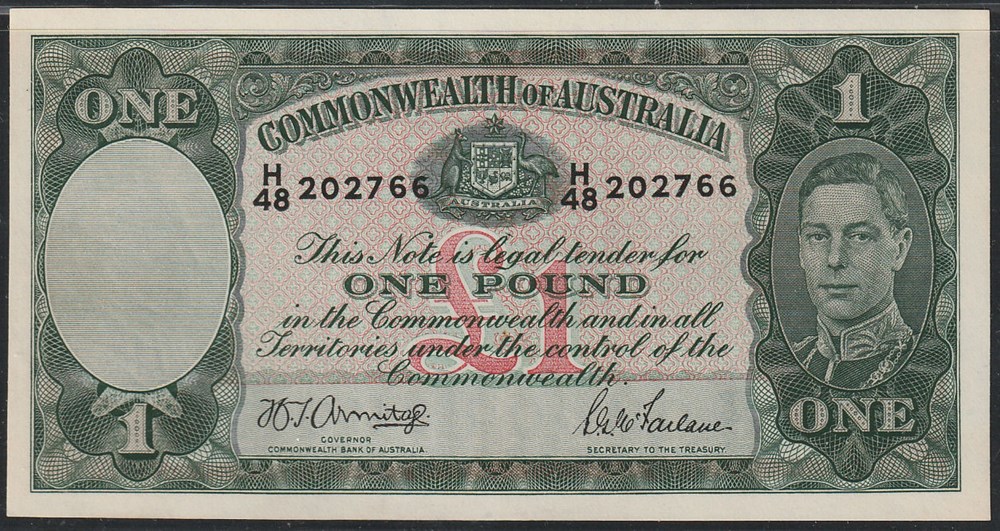 ONE
1
COMMONWEALTH OF AUSTRALIA
H/48 202766 H/48 202766
AUSTRALIA
This Note is legal tender for
ONE POUND
£1
in the Commonwealth and in all
Territories under the control of the
Commonwealth.
H.T. Armitage. S.G. McFarlane
GOVERNOR
COMMONWEALTH BANK OF AUSTRALIA. SECRETARY TO THE TREASURY.
1
ONE